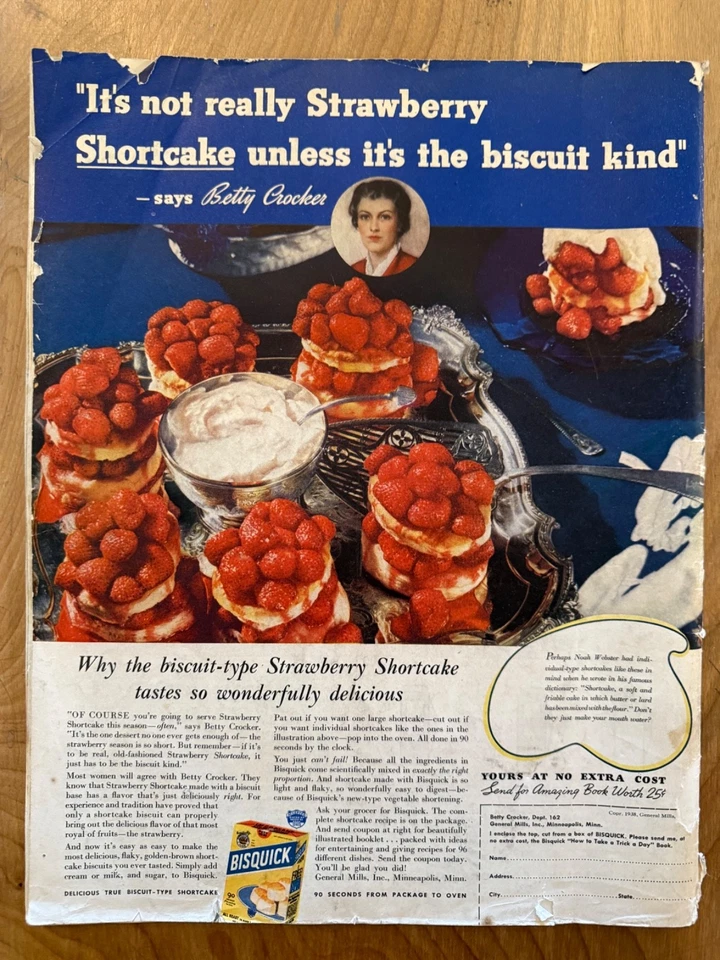 "It's not really Strawberry
Shortcake unless it's the biscuit kind"
— says Betty Crocker
Why the biscuit-type Strawberry Shortcake
tastes so wonderfully delicious
"OF COURSE you're going to serve Strawberry
Shortcake this season—often," says Betty Crocker.
"It's the one dessert no one ever gets enough of—the
strawberry season is so short. But remember—if it's
to be real, old-fashioned Strawberry Shortcake, it
just has to be the biscuit kind."
Most women will agree with Betty Crocker. They
know that Strawberry Shortcake made with a biscuit
base has a flavor that's just deliciously right. For
experience and tradition have proved that
only a shortcake biscuit can properly
bring out the delicious flavor of that most
royal of fruits—the strawberry.
And now it's easy as easy to make the
most delicious, flaky, golden-brown short-
cake biscuits you ever tasted. Simply add
cream or milk, and sugar, to Bisquick.
DELICIOUS TRUE BISCUIT-TYPE SHORTCAKE
Pat out if you want one large shortcake—cut out if
you want individual shortcakes like the ones in the
illustration above—pop into the oven. All done in 90
seconds by the clock.
You just can't fail! Because all the ingredients in
Bisquick come scientifically mixed in exactly the right
proportion. And shortcake made with Bisquick is so
light and flaky, so wonderfully easy to digest—be-
cause of Bisquick's new-type vegetable shortening.
Ask your grocer for Bisquick. The com-
plete shortcake recipe is on the package.
And send coupon at right for beautifully
illustrated booklet . . . packed with ideas
for entertaining and giving recipes for 96
different dishes. Send the coupon today.
You'll be glad you did!
General Mills, Inc., Minneapolis, Minn.
90 SECONDS FROM PACKAGE TO OVEN
BISQUICK
90
Perhaps Noah Webster had indi-
vidual-type shortcakes like these in
mind when he wrote in his famous
dictionary: "Shortcake, a soft and
friable cake in which butter or lard
has been mixed with the flour." Don't
they just make your mouth water?
YOURS AT NO EXTRA COST
Send for Amazing Book Worth 25¢
Copr. 1938, General Mills,
Betty Crocker, Dept. 162
General Mills, Inc., Minneapolis, Minn.
I enclose the top, cut from a box of BISQUICK. Please send me, at
no extra cost, the Bisquick "How to Take a Trick a Day" Book.
Name
Address
City State